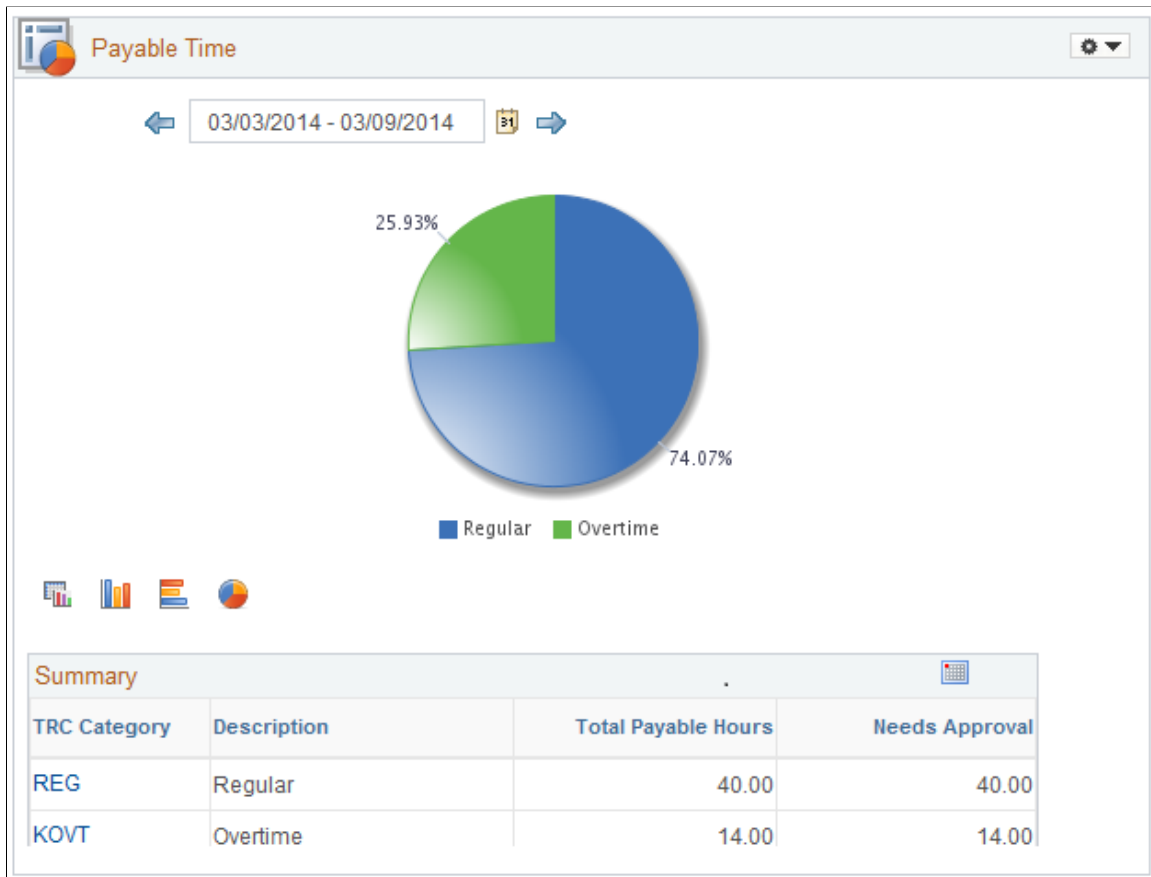 Payable Time
03/03/2014 - 03/09/2014
31
25.93%
74.07%
Regular Overtime
Summary .
TRC Category Description Total Payable Hours Needs Approval
REG Regular 40.00 40.00
KOVT Overtime 14.00 14.00